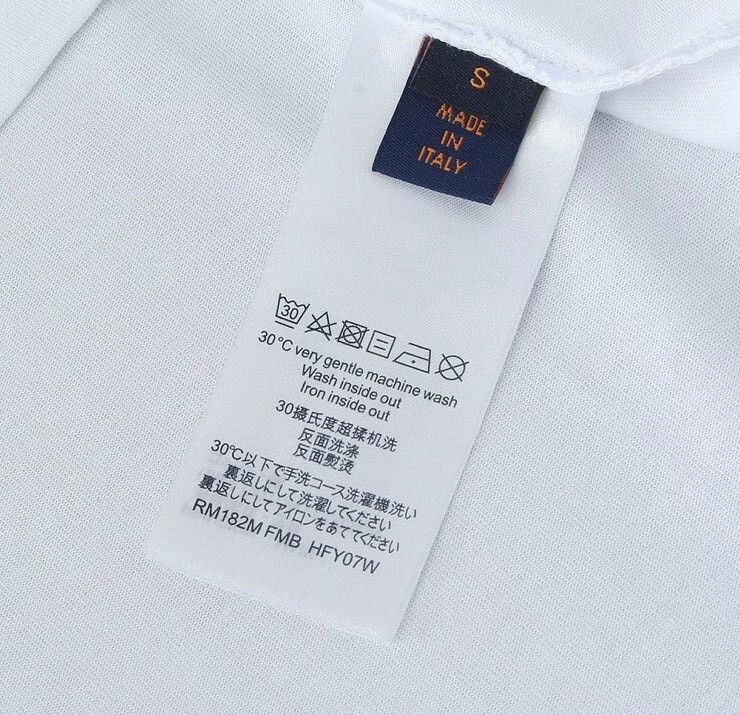 S
MADE
IN
ITALY
30
30°C very gentle machine wash
Wash inside out
Iron inside out
30摄氏度超揉机洗
反面洗涤
反面熨烫
30℃以下で手洗コース洗濯機洗い
裏返しにして洗濯してください
裏返しにしてアイロンをあててください
RM182M FMB HFY07W